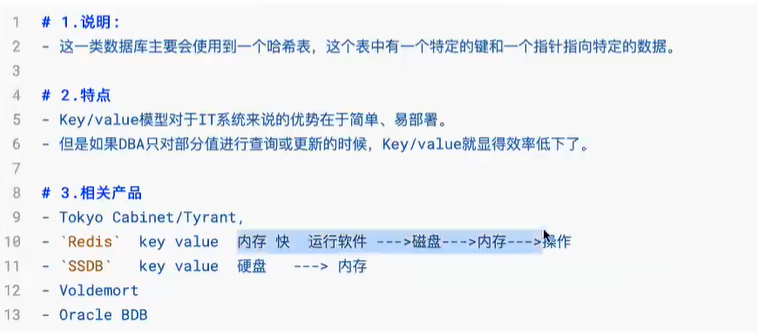 1 # 1.说明:
2 - 这一类数据库主要会使用到一个哈希表，这个表中有一个特定的键和一个指针指向特定的数据。
3
4 # 2.特点
5 - Key/value模型对于IT系统来说的优势在于简单、易部署。
6 - 但是如果DBA只对部分值进行查询或更新的时候，Key/value就显得效率低下了。
7
8 # 3.相关产品
9 - Tokyo Cabinet/Tyrant,
10 - `Redis`  key value  内存 快  运行软件 --->磁盘--->内存--->操作
11 - `SSDB`   key value  硬盘   ---> 内存
12 - Voldemort
13 - Oracle BDB